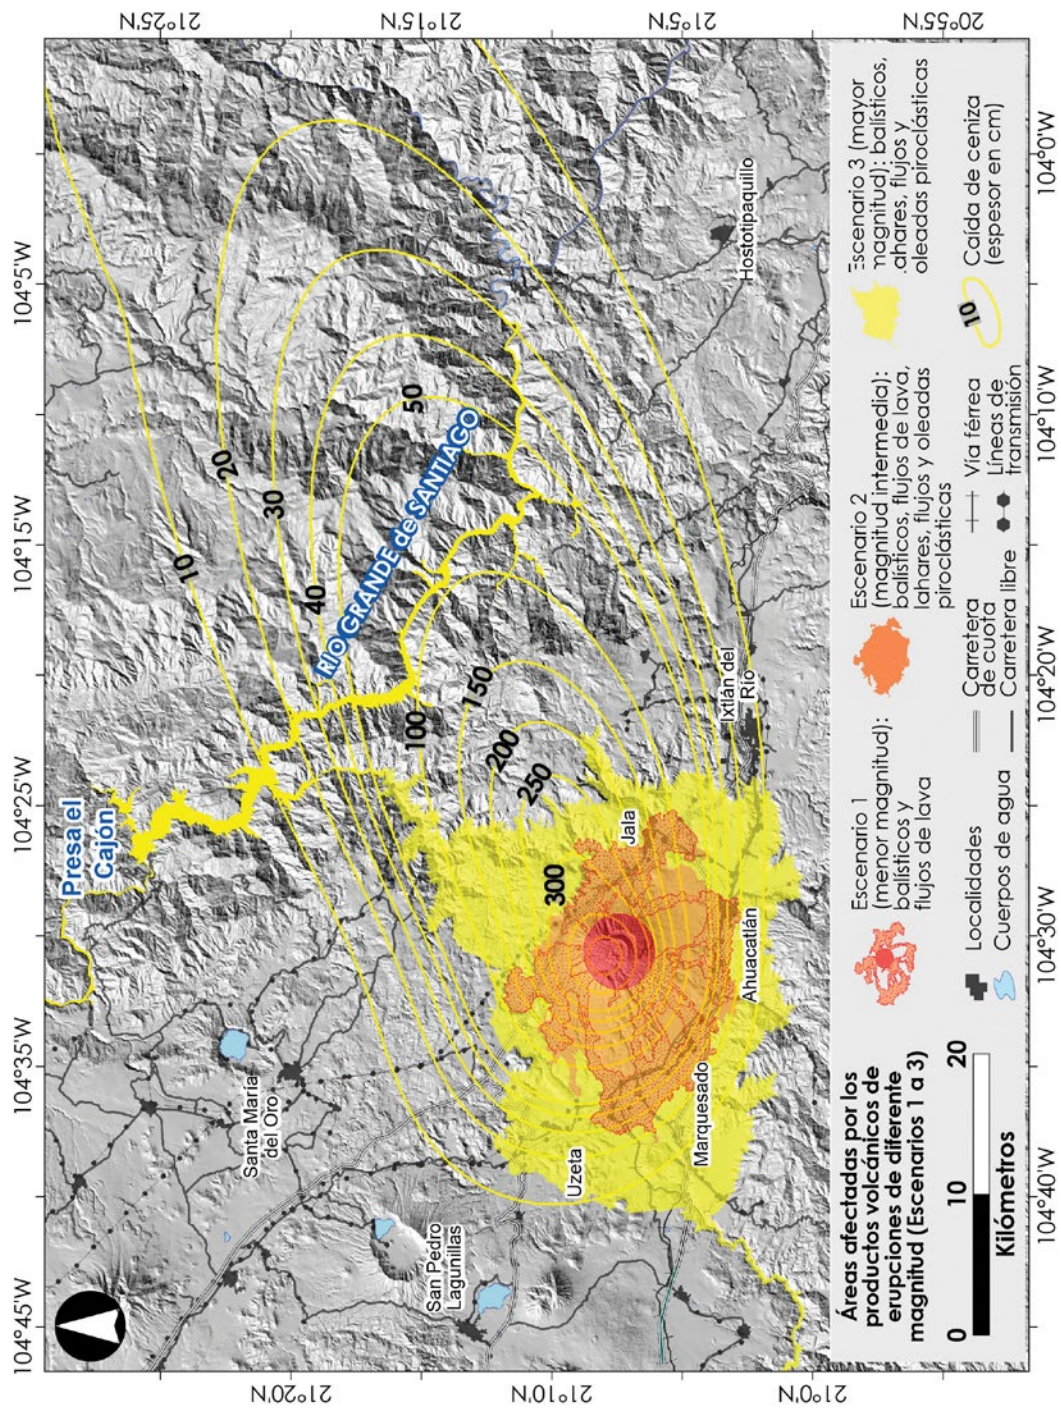 104°45'W
104°40'W
104°35'W
104°30'W
104°25'W
104°20'W
104°15'W
104°10'W
104°5'W
104°0'W
21°25'N
21°20'N
21°15'N
21°10'N
21°5'N
21°0'N
20°55'N
Presa el
Cajón
RÍO GRANDE de SANTIAGO
10
20
30
40
50
100
150
200
250
300
Santa María
del Oro
San Pedro
Lagunillas
Uzeta
Jala
Marquesado
Ahuacatlán
Ixtlán del
Río
Hostotipaquillo
Áreas afectadas por los
productos volcánicos de
erupciones de diferente
magnitud (Escenarios 1 a 3)
0 10 20
Kilómetros
Escenario 1
(menor magnitud):
balísticos y
flujos de lava
Escenario 2
(magnitud intermedia):
balísticos, flujos de lava,
lahares, flujos y oleadas
piroclásticas
Escenario 3 (mayor
magnitud): balísticos,
.ahares, flujos y
oleadas piroclásticas
Localidades
Cuerpos de agua
Carretera
de cuota
Carretera libre
Vía férrea
Líneas de
transmisión
10
Caída de ceniza
(espesor en cm)